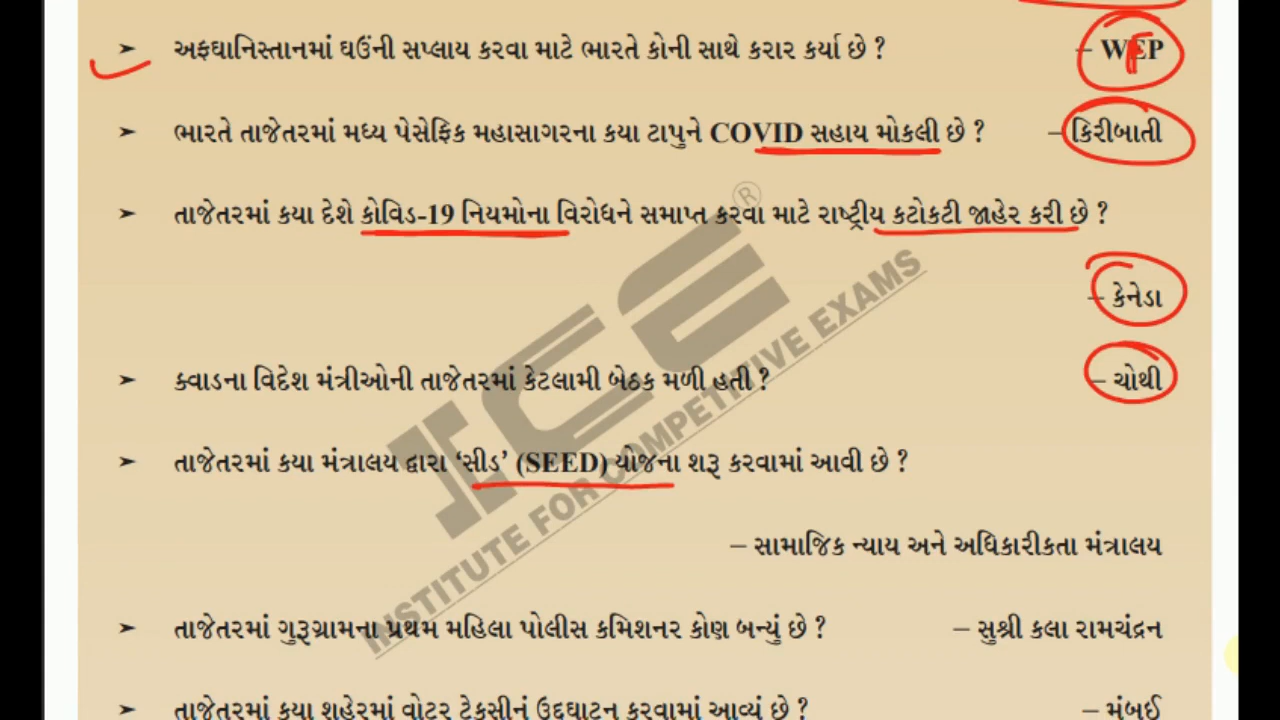 ➢ અફઘાનિસ્તાનમાં ઘઉંની સપ્લાય કરવા માટે ભારતે કોની સાથે કરાર કર્યા છે ? – WFP
➢ ભારતે તાજેતરમાં મધ્ય પેસેફિક મહાસાગરના કયા ટાપુને COVID સહાય મોકલી છે ? – કિરીબાતી
➢ તાજેતરમાં કયા દેશે કોવિડ-19 નિયમોના વિરોધને સમાપ્ત કરવા માટે રાષ્ટ્રીય કટોકટી જાહેર કરી છે ?
– કેનેડા
➢ ક્વાડના વિદેશ મંત્રીઓની તાજેતરમાં કેટલામી બેઠક મળી હતી ? – ચોથી
➢ તાજેતરમાં કયા મંત્રાલય દ્વારા ‘સીડ’ (SEED) યોજના શરૂ કરવામાં આવી છે ?
– સામાજિક ન્યાય અને અધિકારીકતા મંત્રાલય
➢ તાજેતરમાં ગુરૂગ્રામના પ્રથમ મહિલા પોલીસ કમિશનર કોણ બન્યું છે ? – સુશ્રી કલા રામચંદ્રન
➢ તાજેતરમાં કયા શહેરમાં વોટર ટેક્સીનું ઉદ્દઘાટન કરવામાં આવ્યું છે ? – મુંબઈ
ICE ®
INSTITUTE FOR COMPETITIVE EXAMS